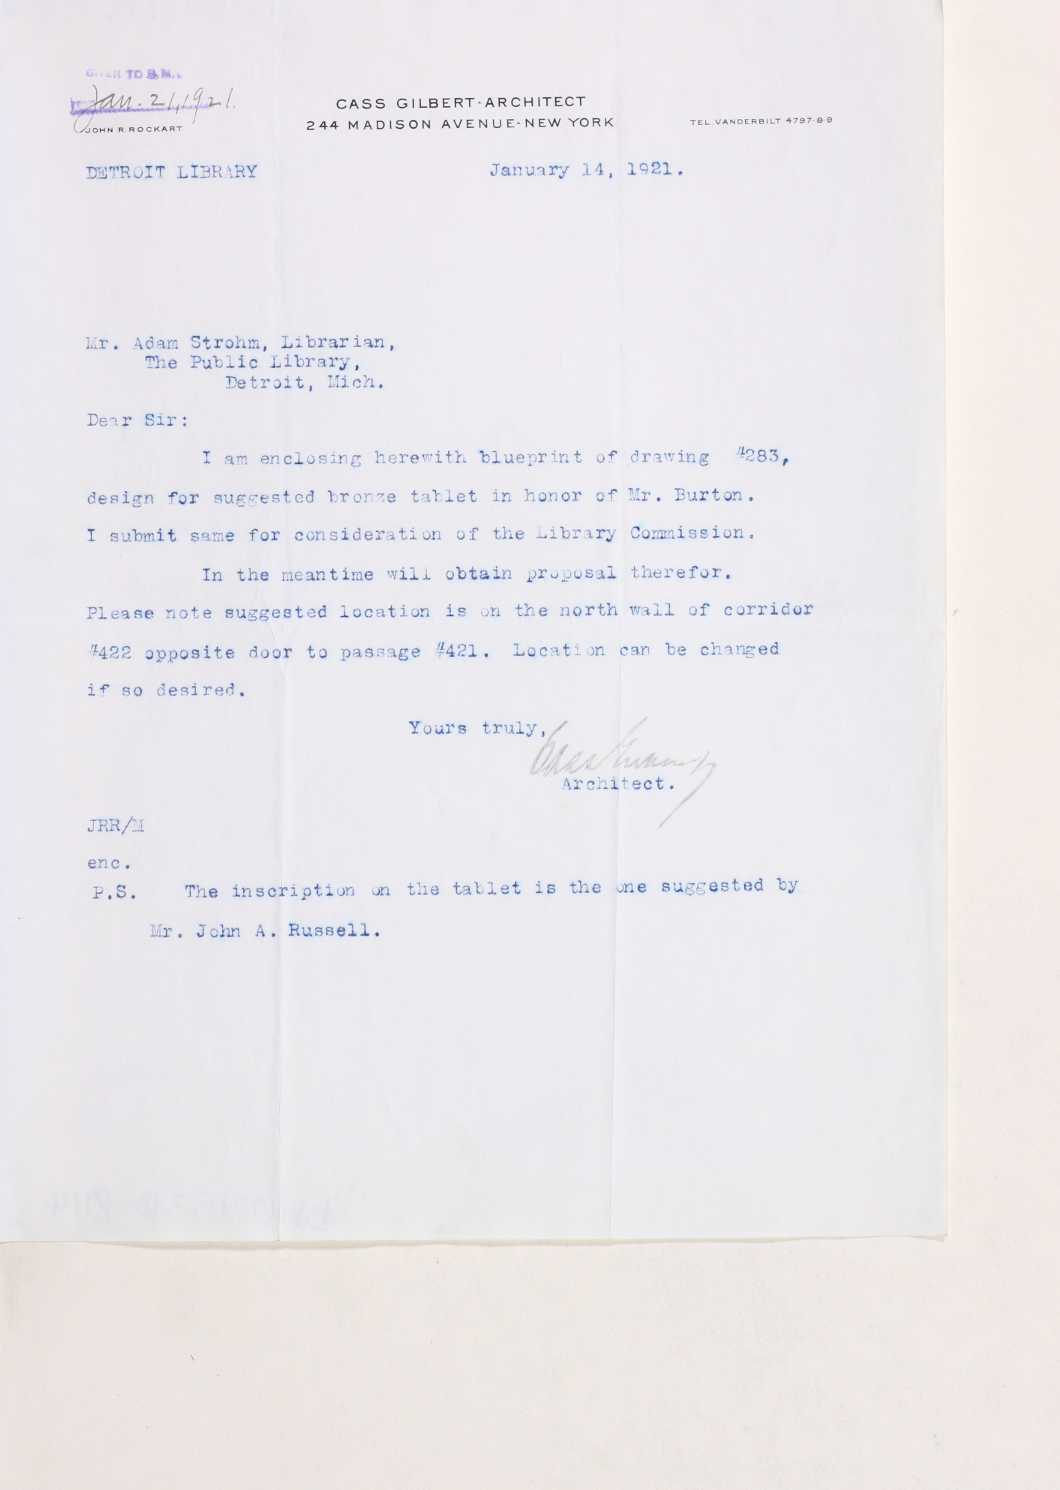 TO
Jan. 21, 1921.
JOHN R. ROCKART
CASS GILBERT · ARCHITECT
244 MADISON AVENUE · NEW YORK
TEL. VANDERBILT 4797-8-9
DETROIT LIBRARY
January 14, 1921.
Mr. Adam Strohm, Librarian,
The Public Library,
Detroit, Mich.
Dear Sir:
I am enclosing herewith blueprint of drawing #283,
design for suggested bronze tablet in honor of Mr. Burton.
I submit same for consideration of the Library Commission.
In the meantime will obtain proposal therefor.
Please note suggested location is on the north wall of corridor
#422 opposite door to passage #421. Location can be changed
if so desired.
Yours truly,
Cass Gilbert
Architect.
JRR/M
enc.
P.S. The inscription on the tablet is the one suggested by
Mr. John A. Russell.